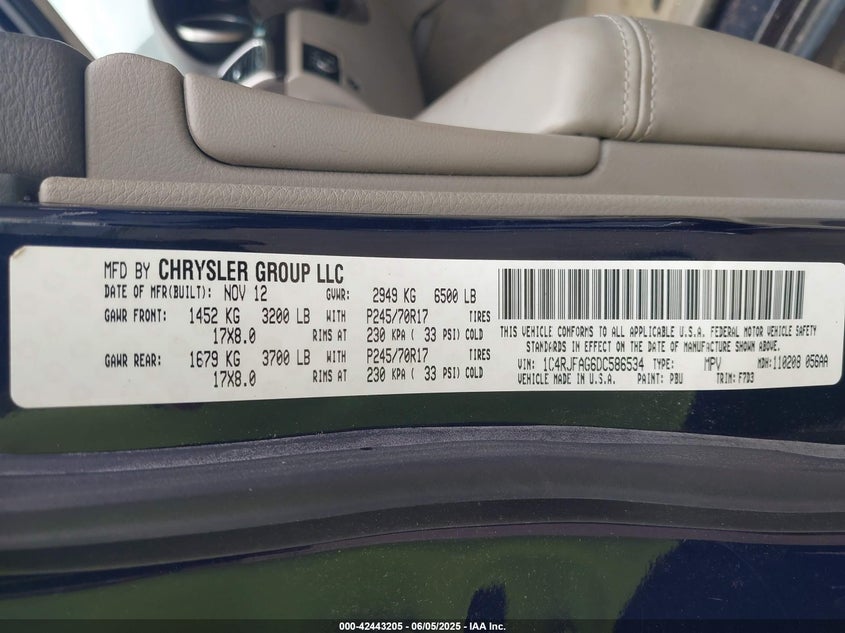 MFD BY CHRYSLER GROUP LLC
DATE OF MFR(BUILT): NOV 12 GVWR: 2949 KG 6500 LB
GAWR FRONT: 1452 KG 3200 LB WITH P245/70R17 TIRES
17X8.0 RIMS AT 230 KPA ( 33 PSI) COLD
GAWR REAR: 1679 KG 3700 LB WITH P245/70R17 TIRES
17X8.0 RIMS AT 230 KPA ( 33 PSI) COLD
THIS VEHICLE CONFORMS TO ALL APPLICABLE U.S.A. FEDERAL MOTOR VEHICLE SAFETY
STANDARDS IN EFFECT ON THE DATE OF MANUFACTURE SHOWN ABOVE.
VIN: 1C4RJFAG6DC586534 TYPE: MPV MDH: 110208 056AA
VEHICLE MADE IN U.S.A. PAINT: PBU TRIM: F7D3
000-42443205 - 06/05/2025 - IAA Inc.